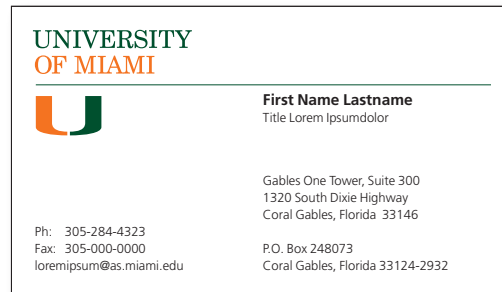 UNIVERSITY
OF MIAMI
First Name Lastname
Title Lorem Ipsumdolor
Gables One Tower, Suite 300
1320 South Dixie Highway
Coral Gables, Florida 33146
P.O. Box 248073
Coral Gables, Florida 33124-2932
Ph: 305-284-4323
Fax: 305-000-0000
loremipsum@as.miami.edu